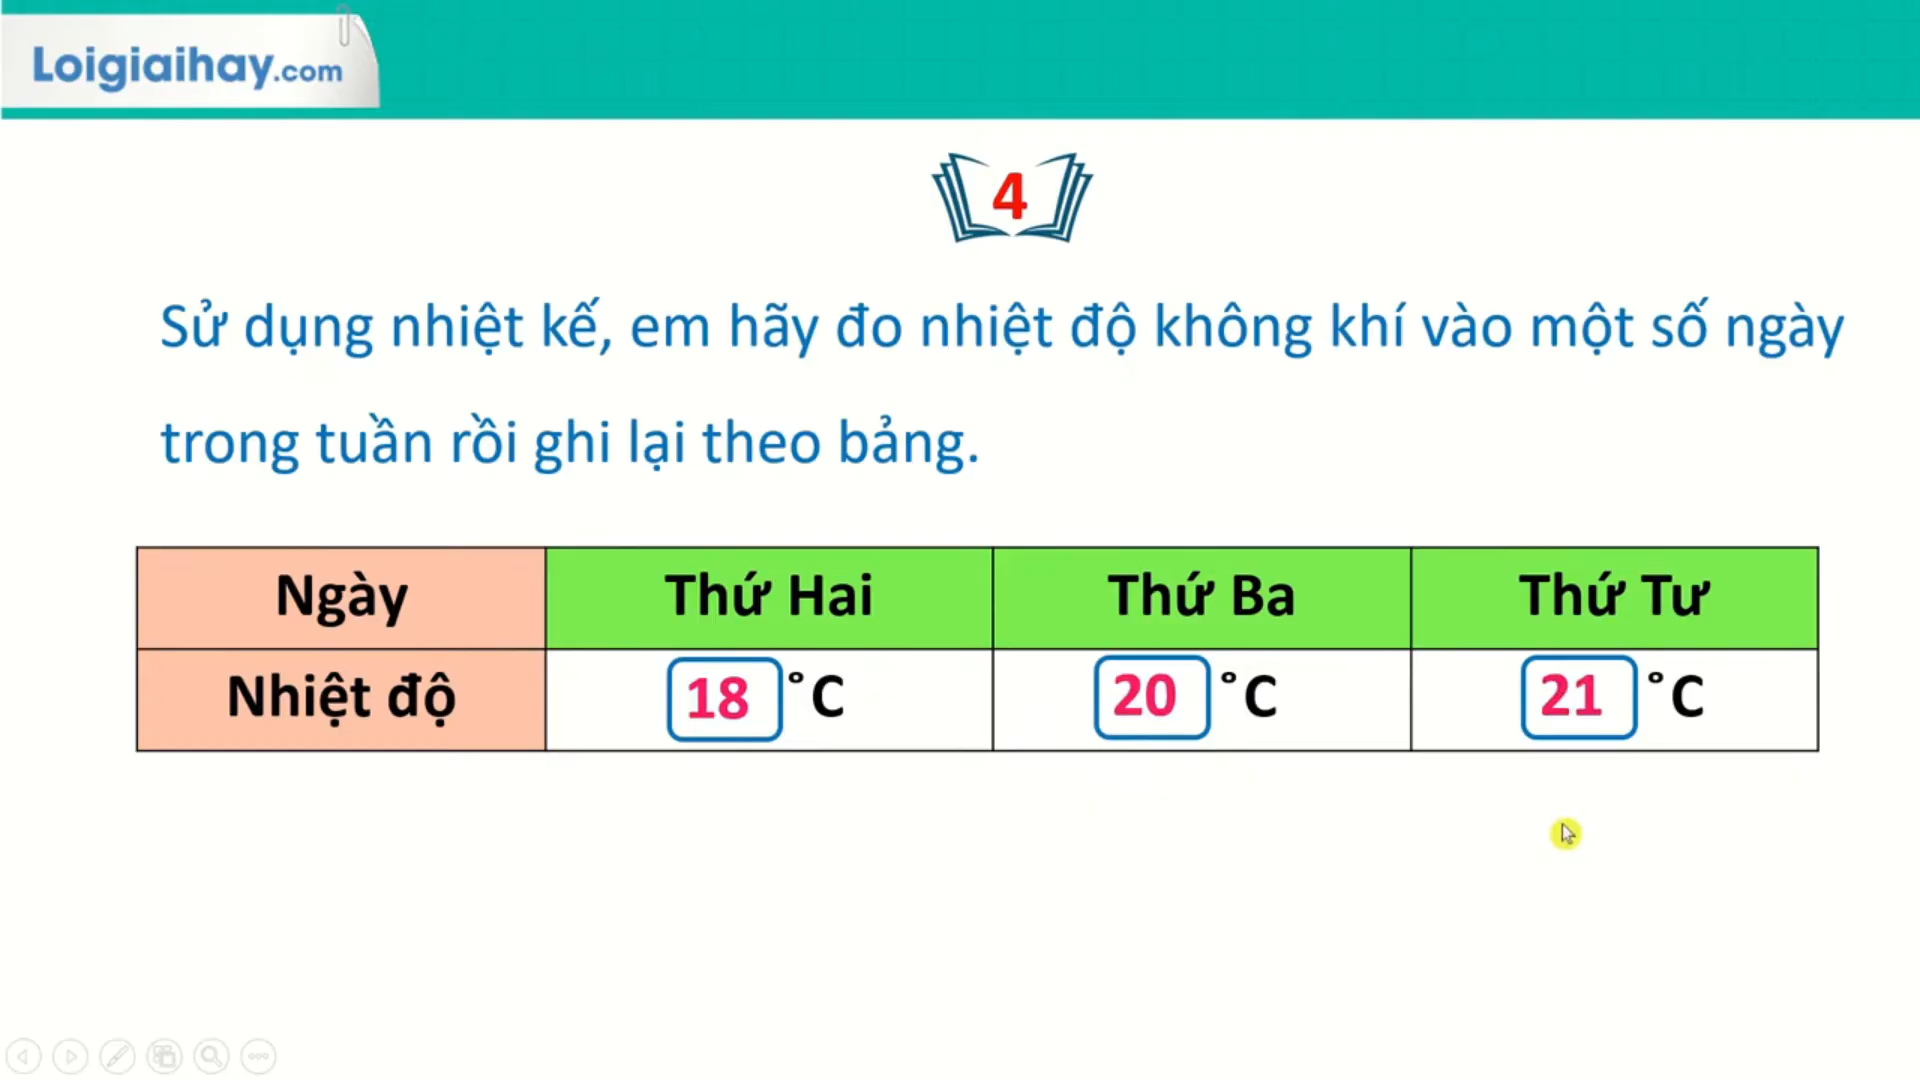 Loigiaihay.com
4
Sử dụng nhiệt kế, em hãy đo nhiệt độ không khí vào một số ngày
trong tuần rồi ghi lại theo bảng.
Ngày Thứ Hai Thứ Ba Thứ Tư
Nhiệt độ 18 °C 20 °C 21 °C